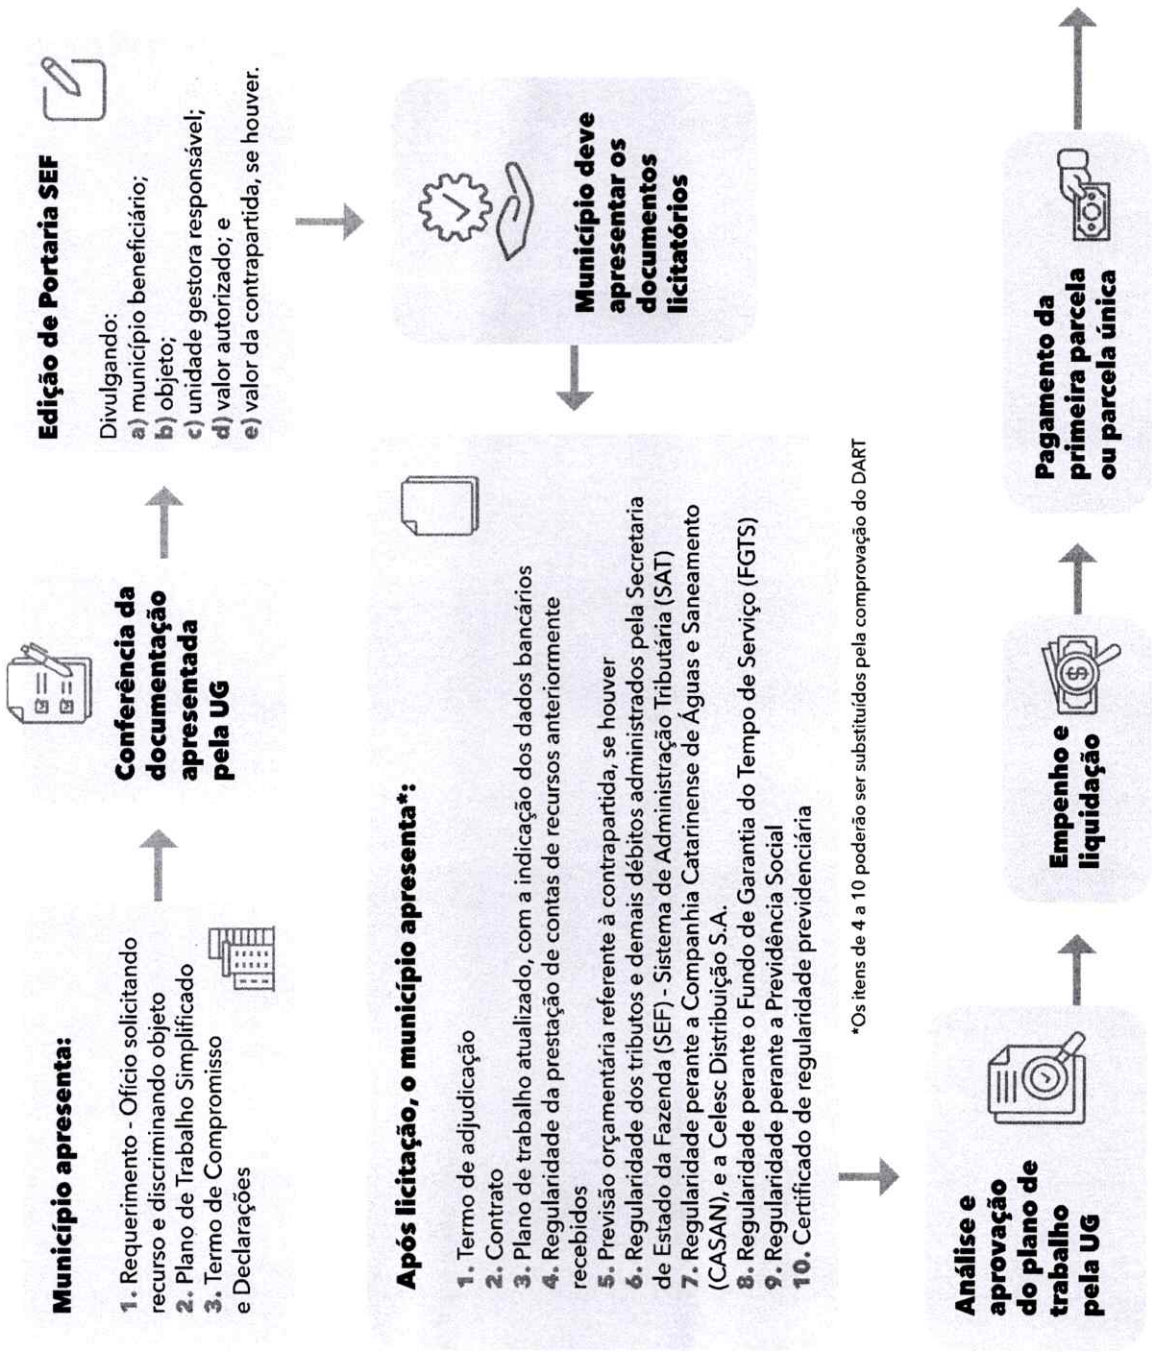 Município apresenta:
1. Requerimento - Ofício solicitando
recurso e discriminando objeto
2. Plano de Trabalho Simplificado
3. Termo de Compromisso
e Declarações
Conferência da
documentação
apresentada
pela UG
Edição de Portaria SEF
Divulgando:
a) município beneficiário;
b) objeto;
c) unidade gestora responsável;
d) valor autorizado; e
e) valor da contrapartida, se houver.
Município deve
apresentar os
documentos
licitatórios
Após licitação, o município apresenta*:
1. Termo de adjudicação
2. Contrato
3. Plano de trabalho atualizado, com a indicação dos dados bancários
4. Regularidade da prestação de contas de recursos anteriormente
recebidos
5. Previsão orçamentária referente à contrapartida, se houver
6. Regularidade dos tributos e demais débitos administrados pela Secretaria
de Estado da Fazenda (SEF) - Sistema de Administração Tributária (SAT)
7. Regularidade perante a Companhia Catarinense de Águas e Saneamento
(CASAN), e a Celesc Distribuição S.A.
8. Regularidade perante o Fundo de Garantia do Tempo de Serviço (FGTS)
9. Regularidade perante a Previdência Social
10. Certificado de regularidade previdenciária
*Os itens de 4 a 10 poderão ser substituídos pela comprovação do DART
Análise e
aprovação
do plano de
trabalho
pela UG
Empenho e
liquidação
Pagamento da
primeira parcela
ou parcela única